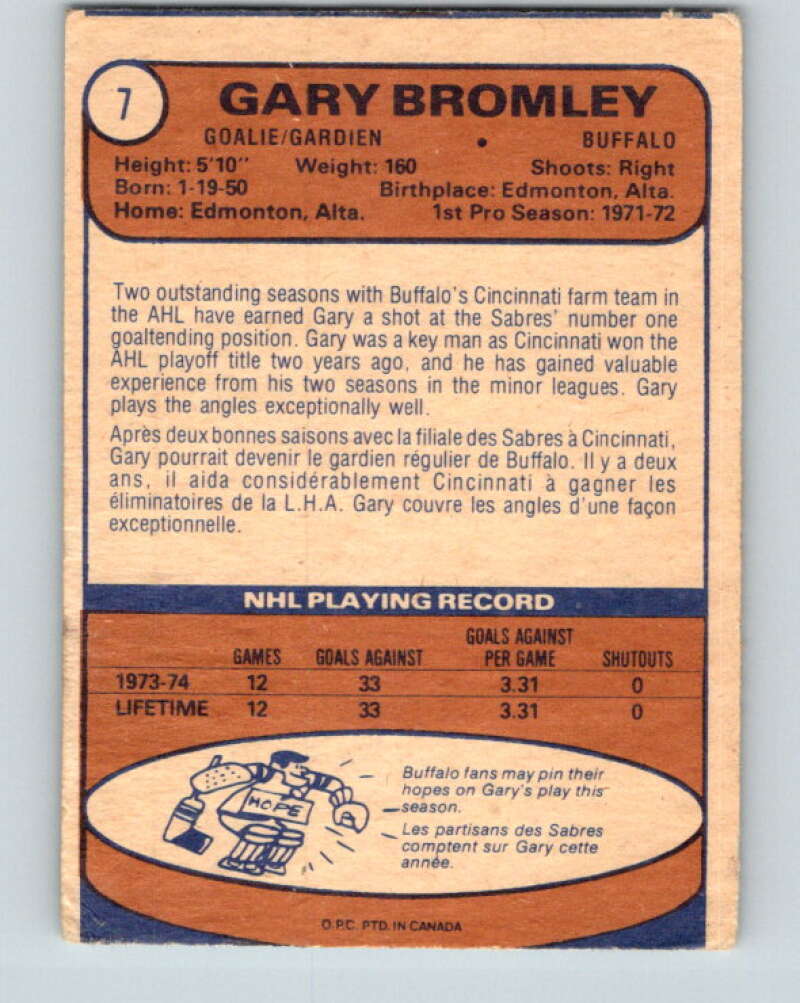 7
GARY BROMLEY
GOALIE/GARDIEN • BUFFALO
Height: 5'10" Weight: 160 Shoots: Right
Born: 1-19-50 Birthplace: Edmonton, Alta.
Home: Edmonton, Alta. 1st Pro Season: 1971-72
Two outstanding seasons with Buffalo's Cincinnati farm team in
the AHL have earned Gary a shot at the Sabres' number one
goaltending position. Gary was a key man as Cincinnati won the
AHL playoff title two years ago, and he has gained valuable
experience from his two seasons in the minor leagues. Gary
plays the angles exceptionally well.
Après deux bonnes saisons avec la filiale des Sabres à Cincinnati,
Gary pourrait devenir le gardien régulier de Buffalo. Il y a deux
ans, il aida considérablement Cincinnati à gagner les
éliminatoires de la L.H.A. Gary couvre les angles d'une façon
exceptionnelle.
NHL PLAYING RECORD
GAMES GOALS AGAINST GOALS AGAINST PER GAME SHUTOUTS
1973-74 12 33 3.31 0
LIFETIME 12 33 3.31 0
HOPE
Buffalo fans may pin their
hopes on Gary's play this
season.
Les partisans des Sabres
comptent sur Gary cette
année.
O.P.C. PTD. IN CANADA